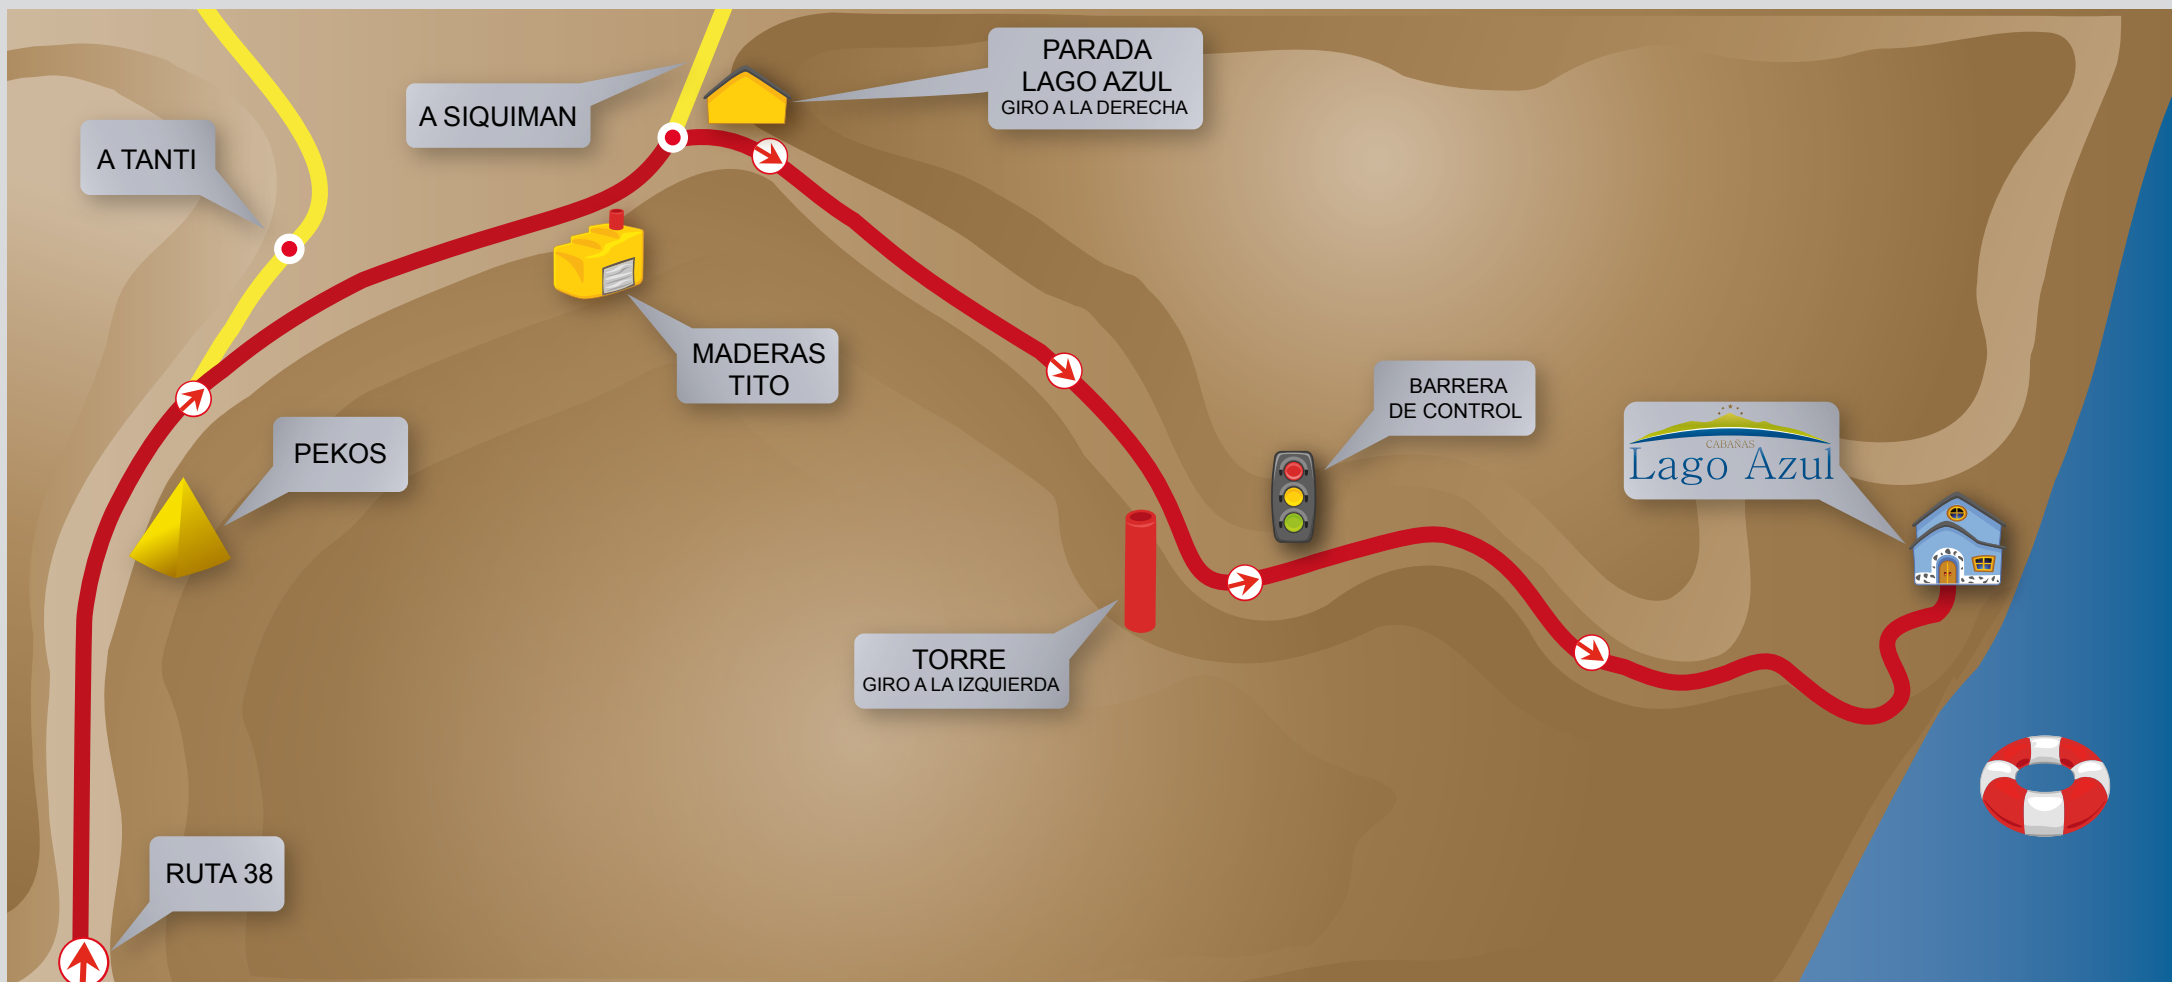 PARADA
LAGO AZUL
GIRO A LA DERECHA
A SIQUIMAN
A TANTI
MADERAS
TITO
BARRERA
DE CONTROL
CABAÑAS
Lago Azul
PEKOS
TORRE
GIRO A LA IZQUIERDA
RUTA 38